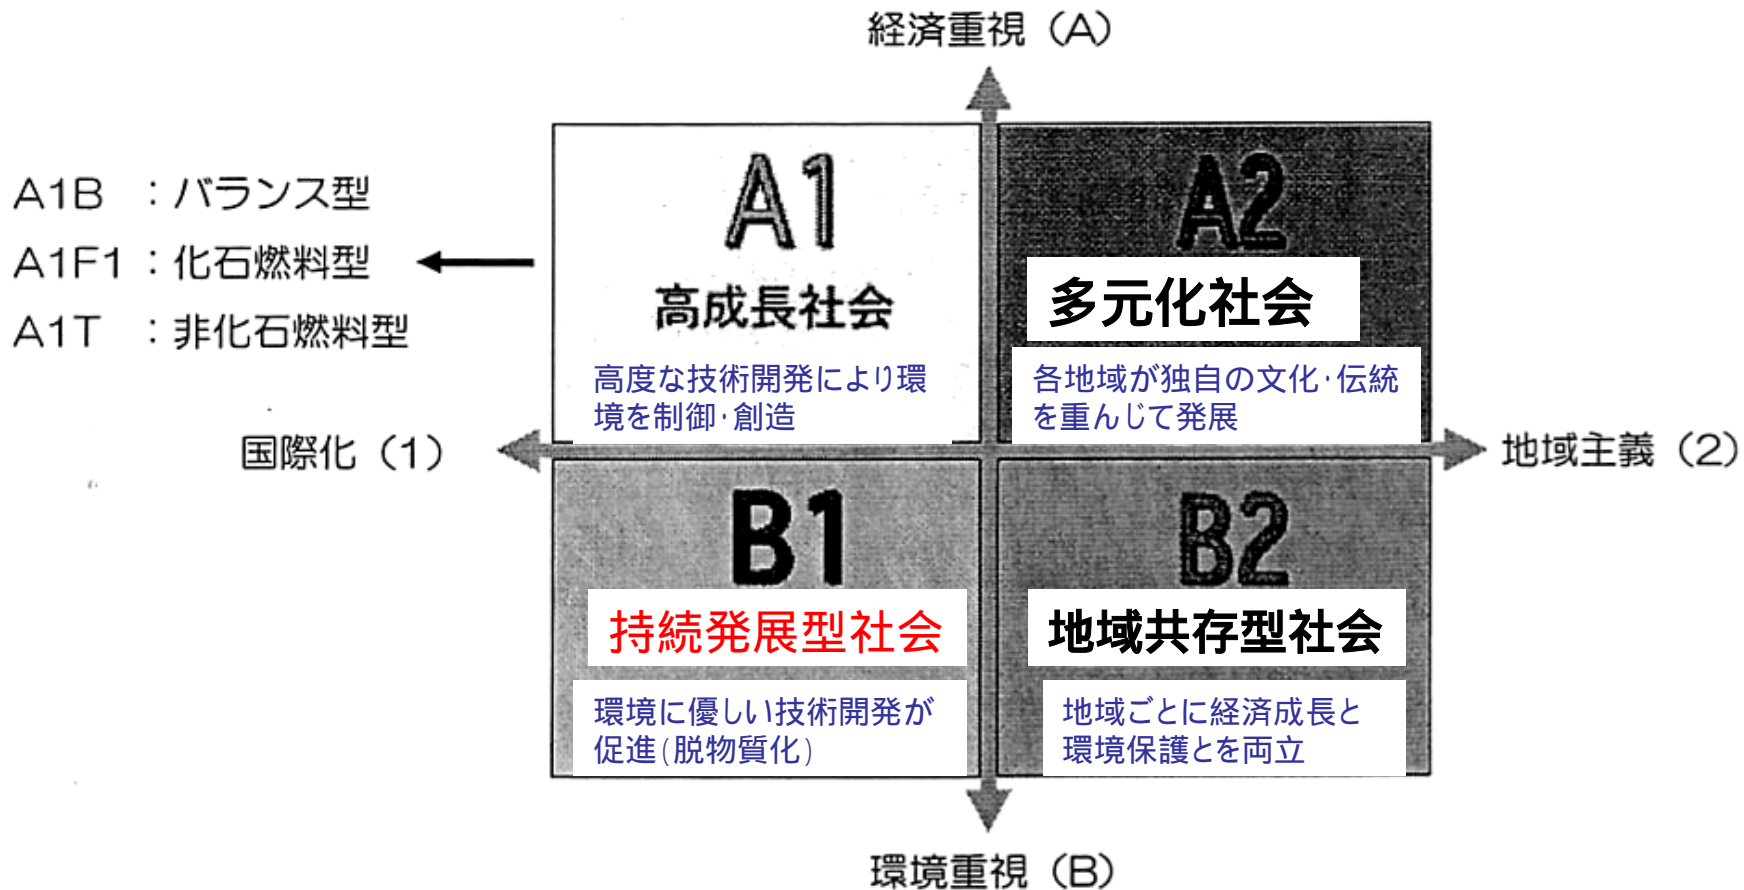 経済重視（A）
A1B ：バランス型
A1F1：化石燃料型
A1T ：非化石燃料型
A1
高成長社会
高度な技術開発により環
境を制御･創造
A2
多元化社会
各地域が独自の文化･伝統
を重んじて発展
国際化（1）
地域主義（2）
B1
持続発展型社会
環境に優しい技術開発が
促進(脱物質化)
B2
地域共存型社会
地域ごとに経済成長と
環境保護とを両立
環境重視（B）